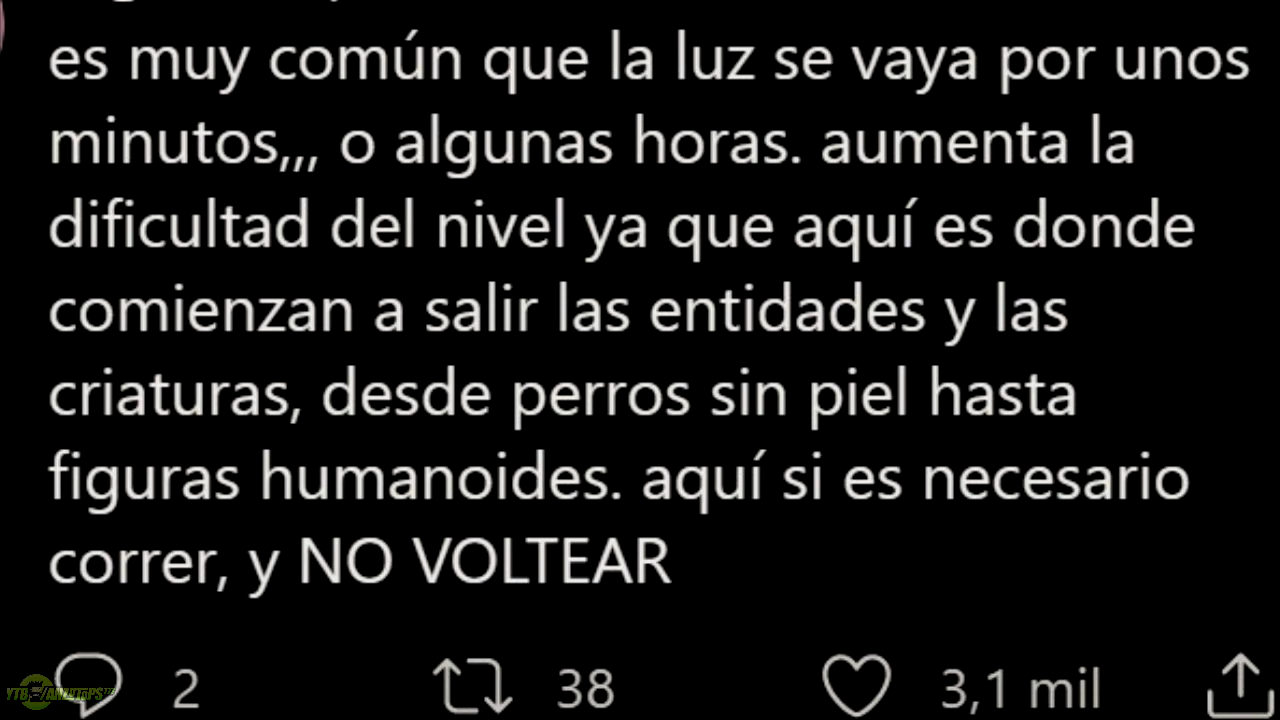 es muy común que la luz se vaya por unos
minutos,,, o algunas horas. aumenta la
dificultad del nivel ya que aquí es donde
comienzan a salir las entidades y las
criaturas, desde perros sin piel hasta
figuras humanoides. aquí si es necesario
correr, y NO VOLTEAR
2 38 3,1 mil